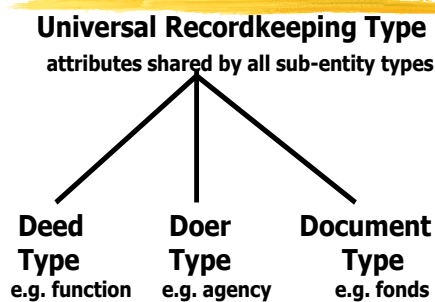 Universal Recordkeeping Type
attributes shared by all sub-entity types
Deed Doer Document
Type Type Type
e.g. function e.g. agency e.g. fonds